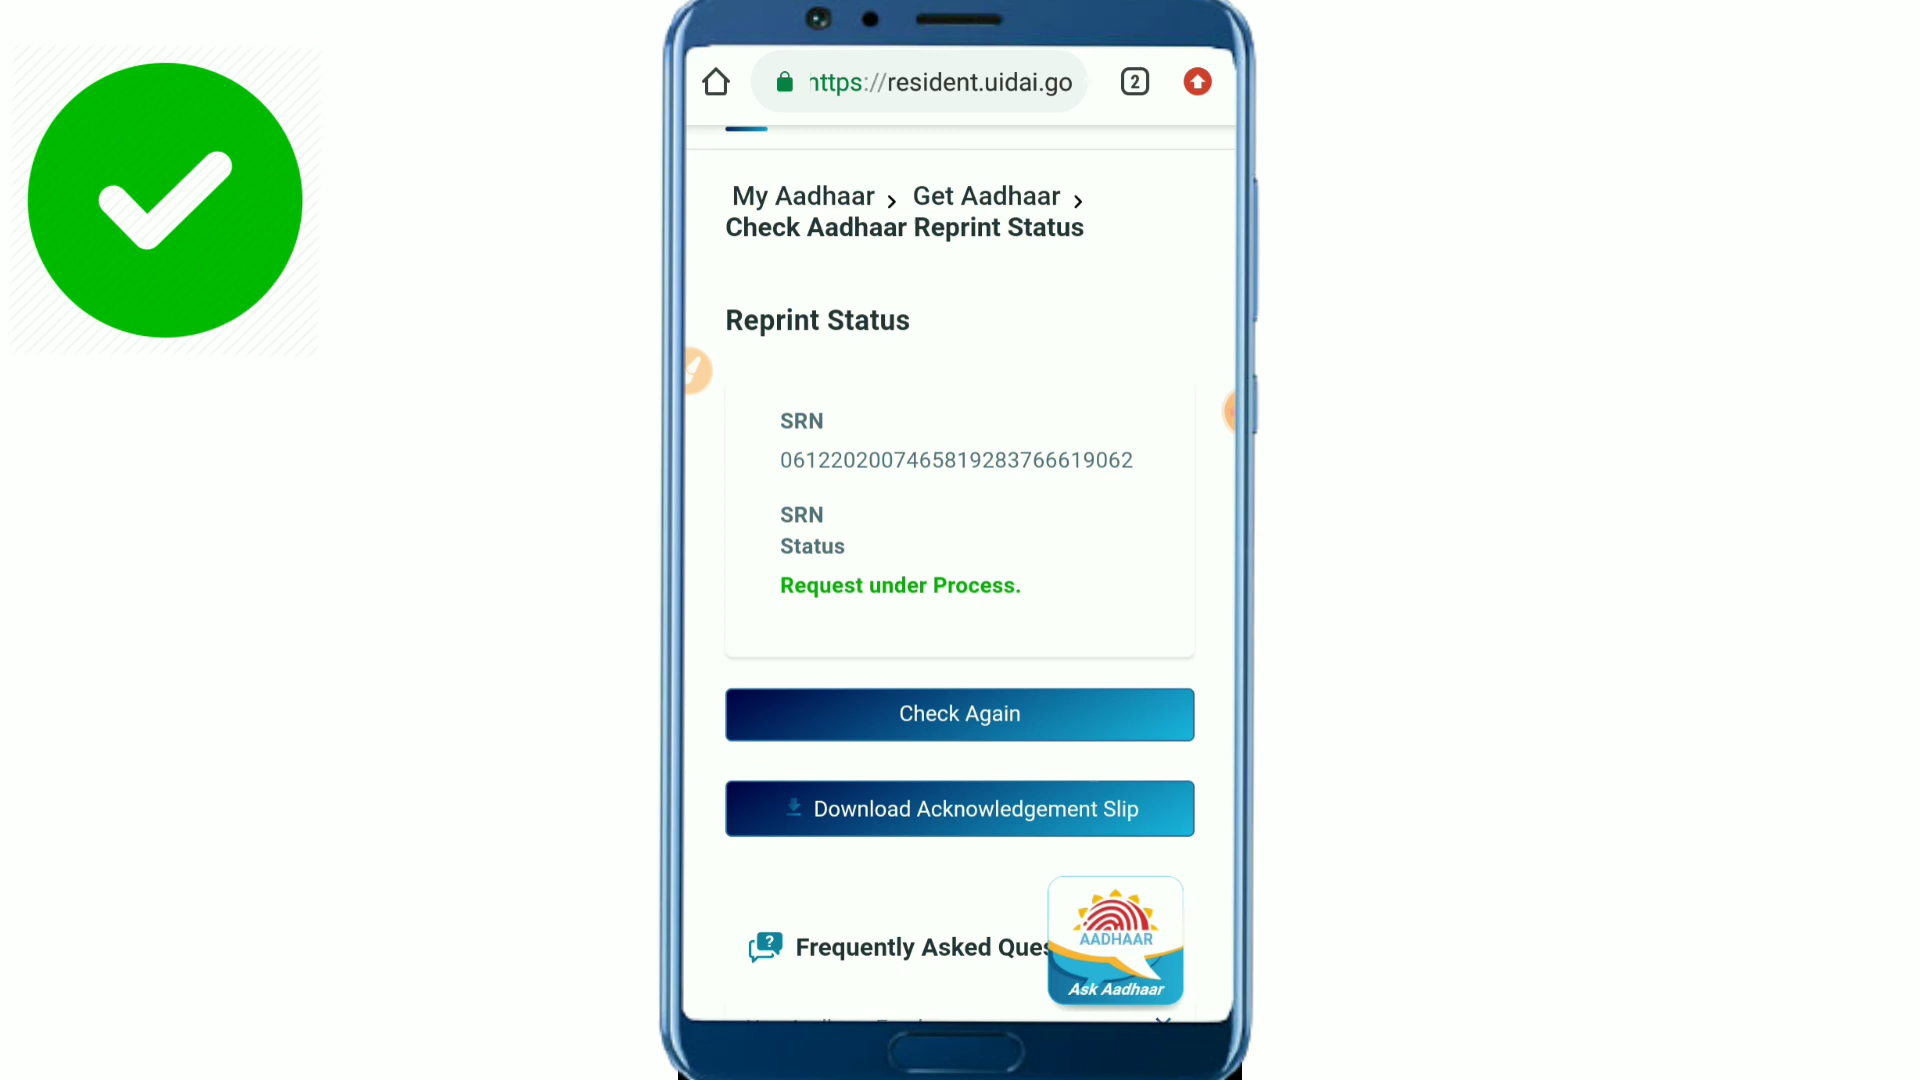 https://resident.uidai.go
2
My Aadhaar › Get Aadhaar ›
Check Aadhaar Reprint Status
Reprint Status
SRN
0612202007465819283766619062
SRN
Status
Request under Process.
Check Again
Download Acknowledgement Slip
? Frequently Asked Ques
AADHAAR
Ask Aadhaar